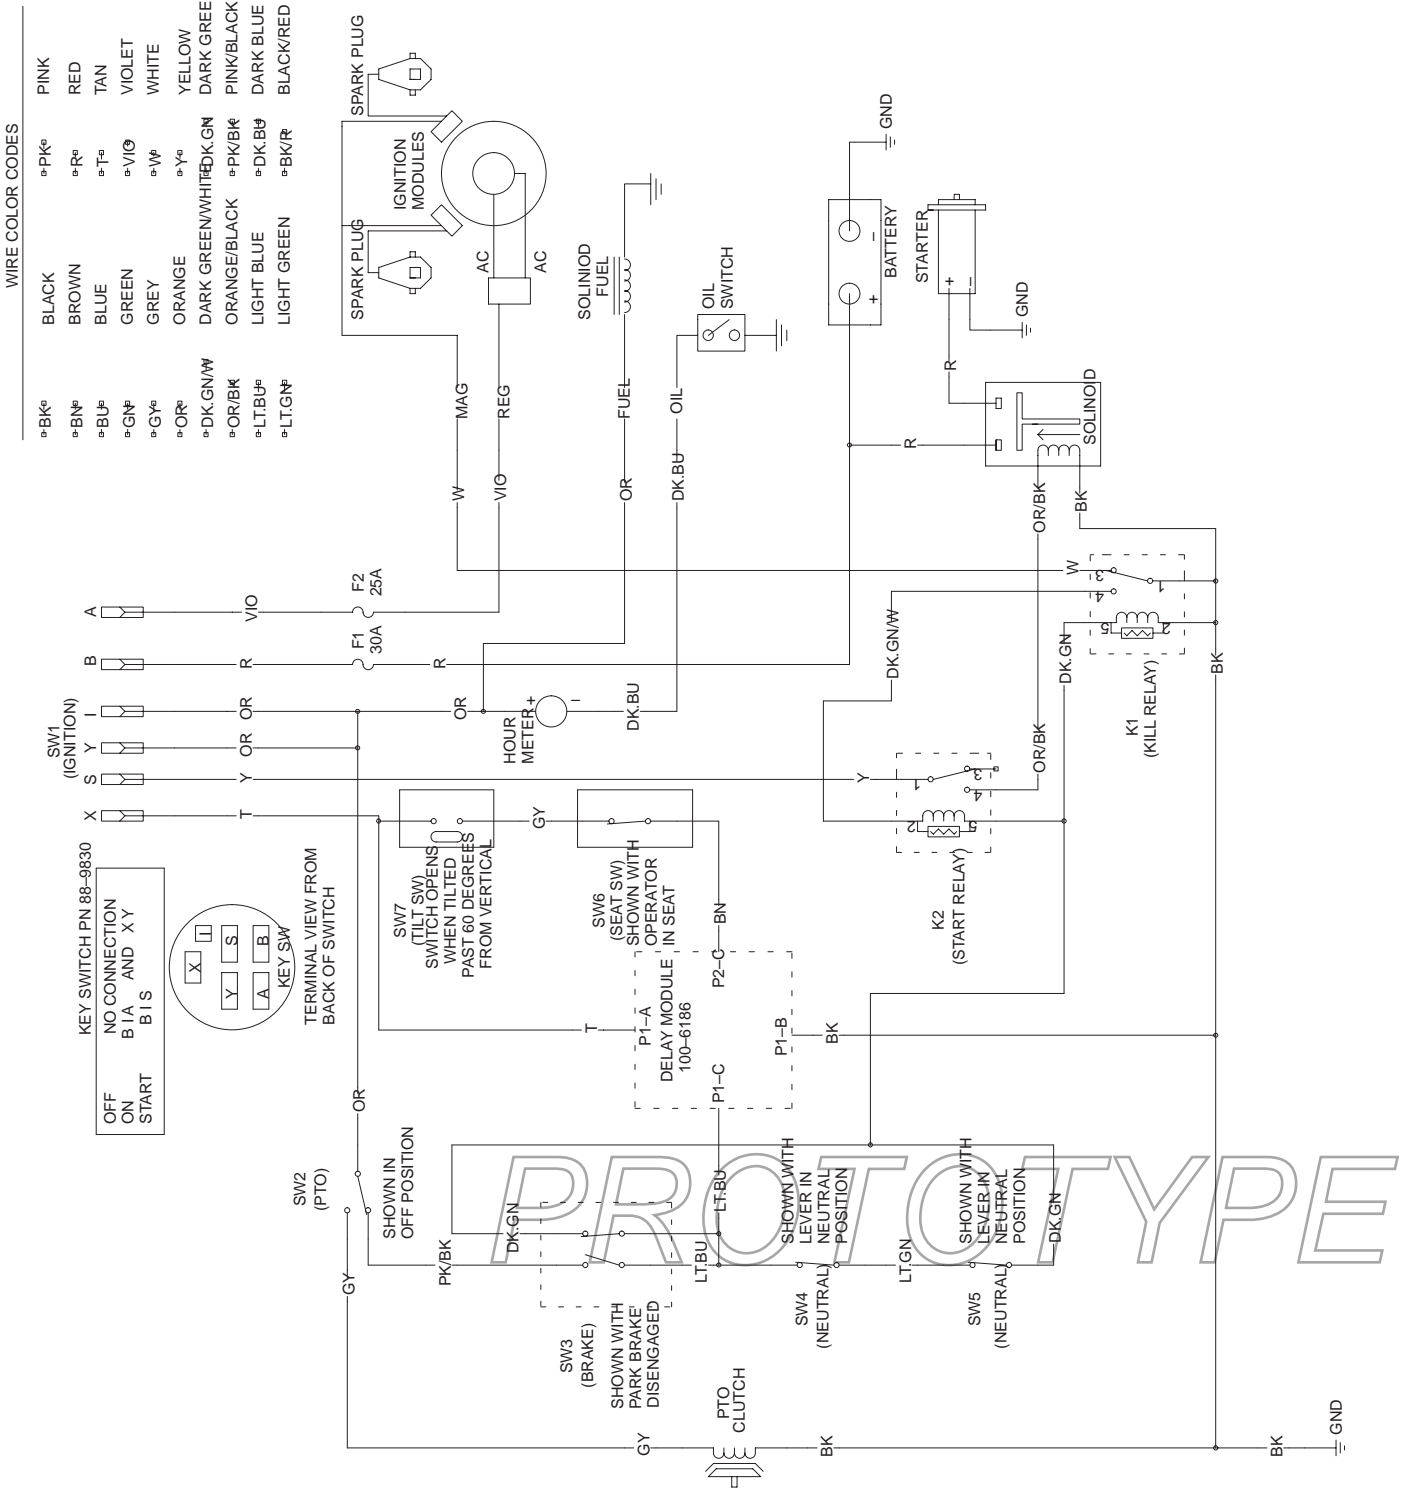 WIRE COLOR CODES
BK BLACK PK PINK
BN BROWN R RED
BU BLUE T TAN
GN GREEN VIO VIOLET
GY GREY W WHITE
OR ORANGE Y YELLOW
DK.GN/W DARK GREEN/WHITE DK.GN DARK GREE
OR/BK ORANGE/BLACK PK/BK PINK/BLACK
LT.BU LIGHT BLUE DK.BU DARK BLUE
LT.GN LIGHT GREEN BK/R BLACK/RED
SPARK PLUG
SPARK PLUG
IGNITION
MODULES
AC
AC
SOLINIOD
FUEL
OIL
SWITCH
BATTERY
+
–
GND
STARTER
+
–
GND
R
R
SOLINOID
OR/BK
BK
MAG
REG
FUEL
OIL
W
VIO
OR
DK.BU
SW1
(IGNITION)
A
B
I
Y
S
X
VIO
R
OR
OR
Y
T
F2
25A
F1
30A
R
OR
HOUR
METER
+
–
DK.BU
Y
W
DK.GN/W
DK.GN
BK
OR/BK
3
4
1
5
2
K1
(KILL RELAY)
1
3
4
2
5
K2
(START RELAY)
KEY SWITCH PN 88–9830
OFF NO CONNECTION
ON B I A AND X Y
START B I S
X
I
Y
S
A
B
KEY SW
TERMINAL VIEW FROM
BACK OF SWITCH
SW7
(TILT SW)
SWITCH OPENS
WHEN TILTED
PAST 60 DEGREES
FROM VERTICAL
GY
SW6
(SEAT SW)
SHOWN WITH
OPERATOR
IN SEAT
BN
T
P1–A
DELAY MODULE
100–6186
P2–C
P1–C
P1–B
BK
OR
SW2
(PTO)
SHOWN IN
OFF POSITION
GY
PK/BK
DK.GN
SW3
(BRAKE)
SHOWN WITH
PARK BRAKE
DISENGAGED
LT.BU
LT.BU
SHOWN WITH
LEVER IN
NEUTRAL
POSITION
SW4
(NEUTRAL)
LT.GN
SHOWN WITH
LEVER IN
NEUTRAL
POSITION
SW5
(NEUTRAL)
DK.GN
PTO
CLUTCH
GY
BK
BK
GND
PROTOTYPE